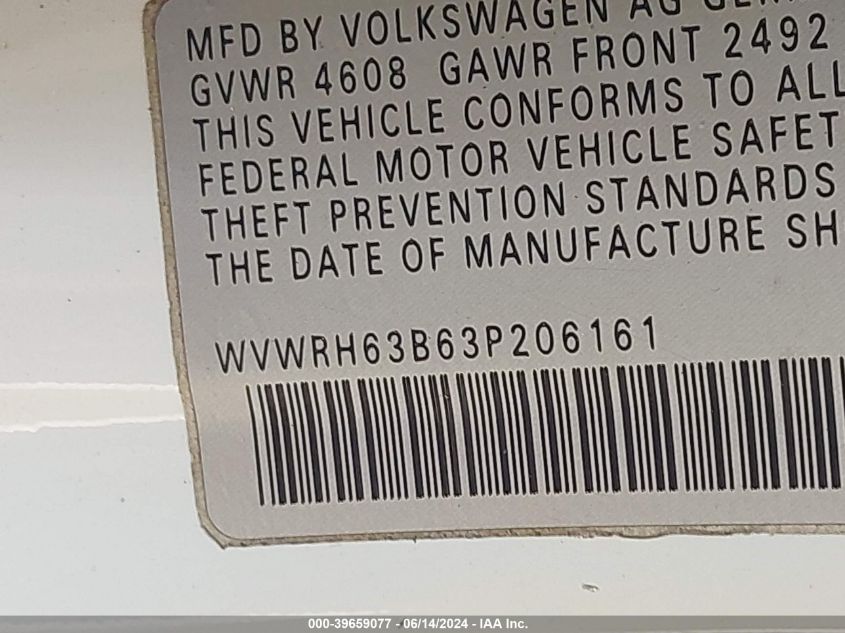 MFD BY VOLKSWAGEN AG
GVWR 4608 GAWR FRONT 2492
THIS VEHICLE CONFORMS TO ALL
FEDERAL MOTOR VEHICLE SAFET
THEFT PREVENTION STANDARDS
THE DATE OF MANUFACTURE SH
WVWRH63B63P206161
000-39659077 - 06/14/2024 - IAA Inc.